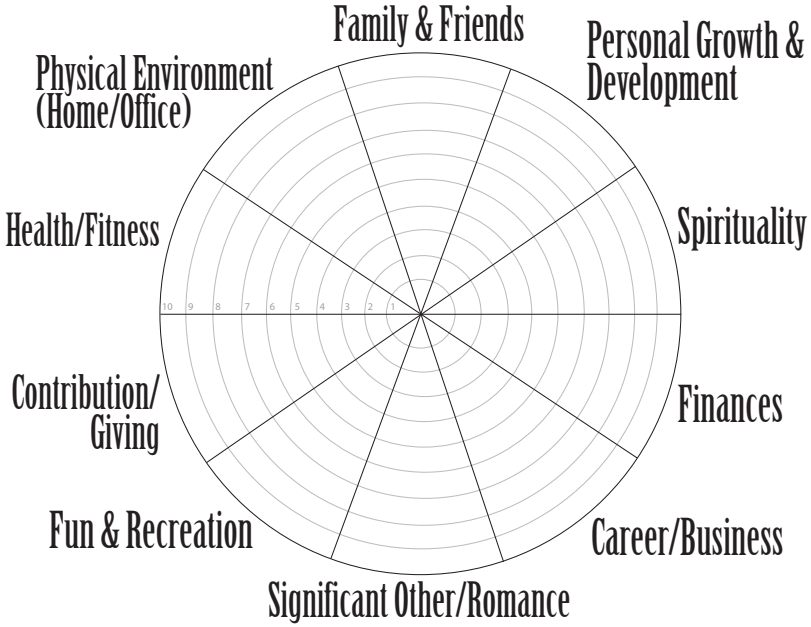 Family & Friends
Personal Growth &
Development
Physical Environment
(Home/Office)
Health/Fitness
Spirituality
10 9 8 7 6 5 4 3 2 1
Contribution/
Giving
Finances
Fun & Recreation
Career/Business
Significant Other/Romance